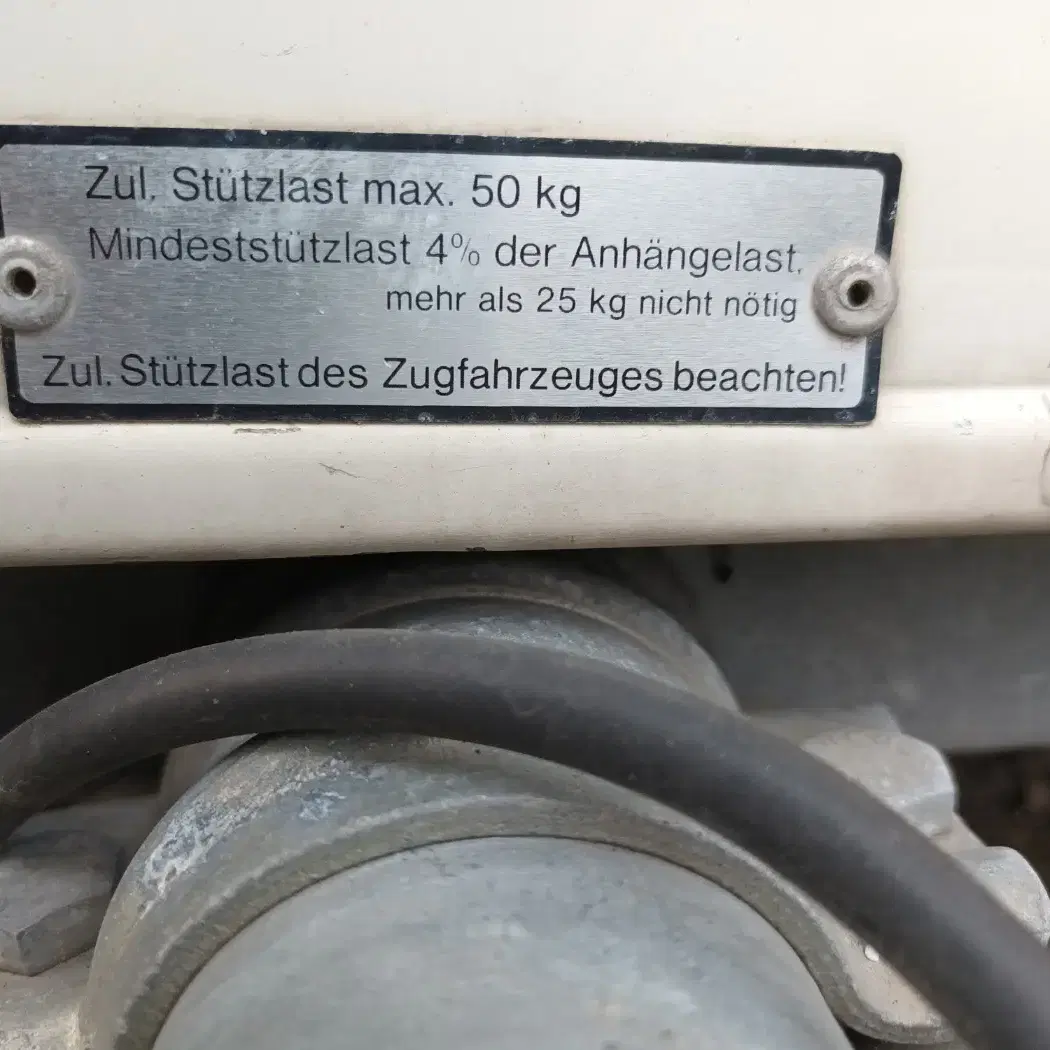 Zul. Stützlast max. 50 kg
Mindeststützlast 4% der Anhängelast,
mehr als 25 kg nicht nötig
Zul. Stützlast des Zugfahrzeuges beachten!